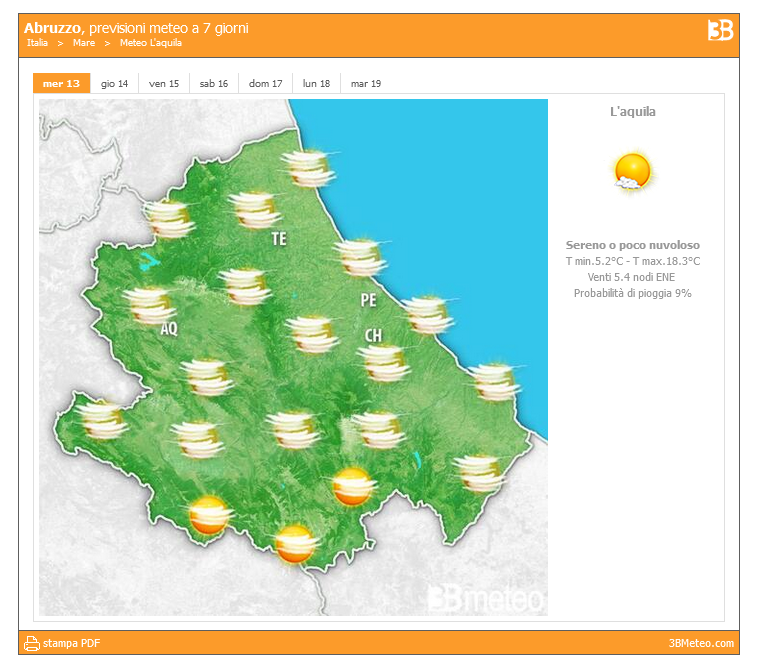 Abruzzo, previsioni meteo a 7 giorni
3B
Italia > Mare > Meteo L'aquila
mer 13 gio 14 ven 15 sab 16 dom 17 lun 18 mar 19
L'aquila
TE
Sereno o poco nuvoloso
T min.5.2°C - T max.18.3°C
Venti 5.4 nodi ENE
Probabilità di pioggia 9%
PE
AQ
CH
3Bmeteo
stampa PDF
3BMeteo.com